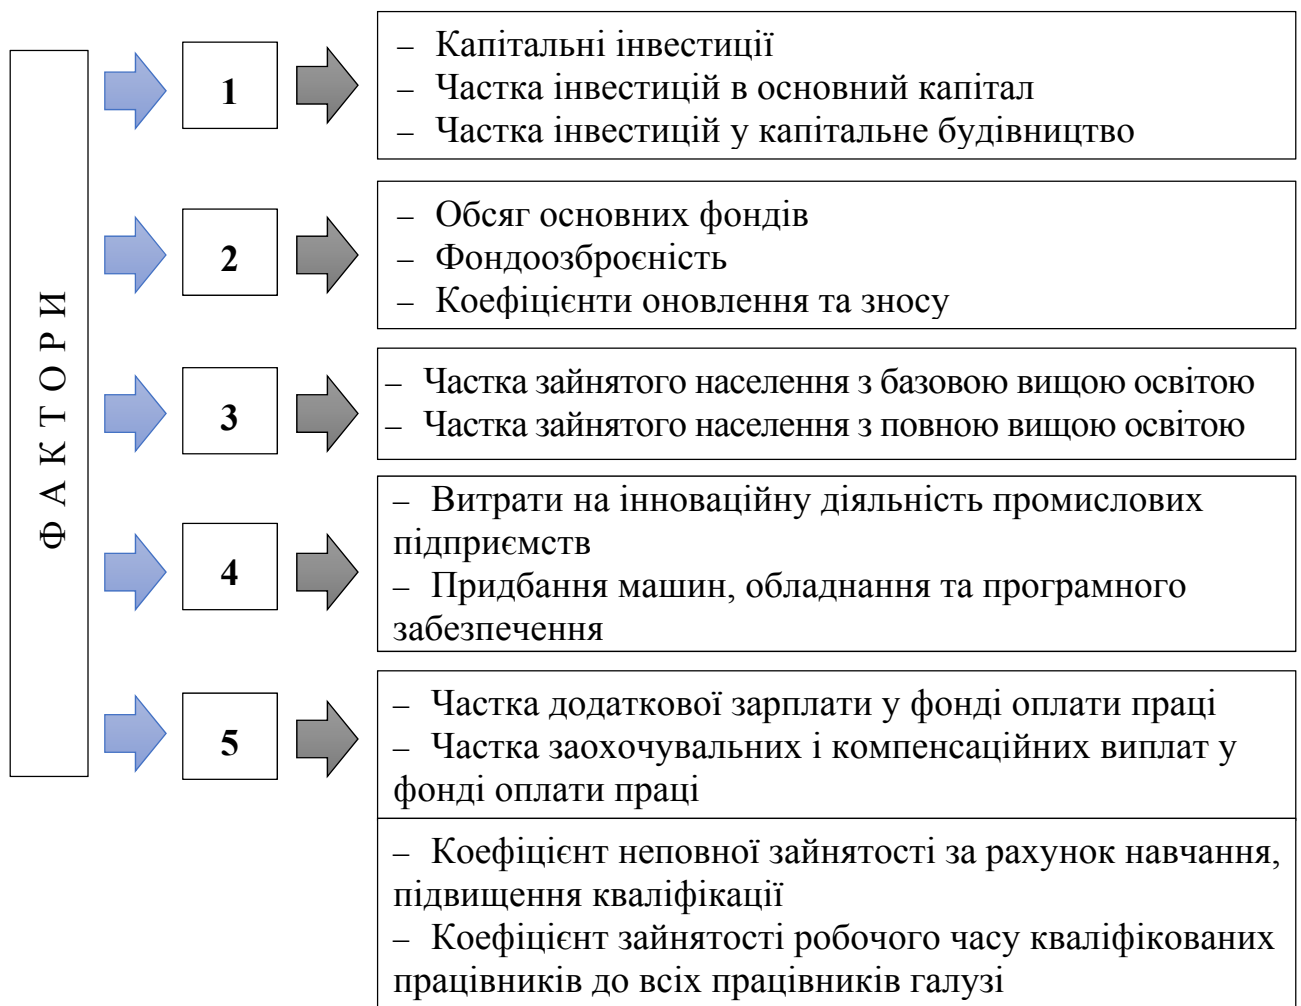 ФАКТОРИ
1
– Капітальні інвестиції
– Частка інвестицій в основний капітал
– Частка інвестицій у капітальне будівництво
2
– Обсяг основних фондів
– Фондоозброєність
– Коефіцієнти оновлення та зносу
3
– Частка зайнятого населення з базовою вищою освітою
– Частка зайнятого населення з повною вищою освітою
4
– Витрати на інноваційну діяльність промислових
підприємств
– Придбання машин, обладнання та програмного
забезпечення
5
– Частка додаткової зарплати у фонді оплати праці
– Частка заохочувальних і компенсаційних виплат у
фонді оплати праці
– Коефіцієнт неповної зайнятості за рахунок навчання,
підвищення кваліфікації
– Коефіцієнт зайнятості робочого часу кваліфікованих
працівників до всіх працівників галузі